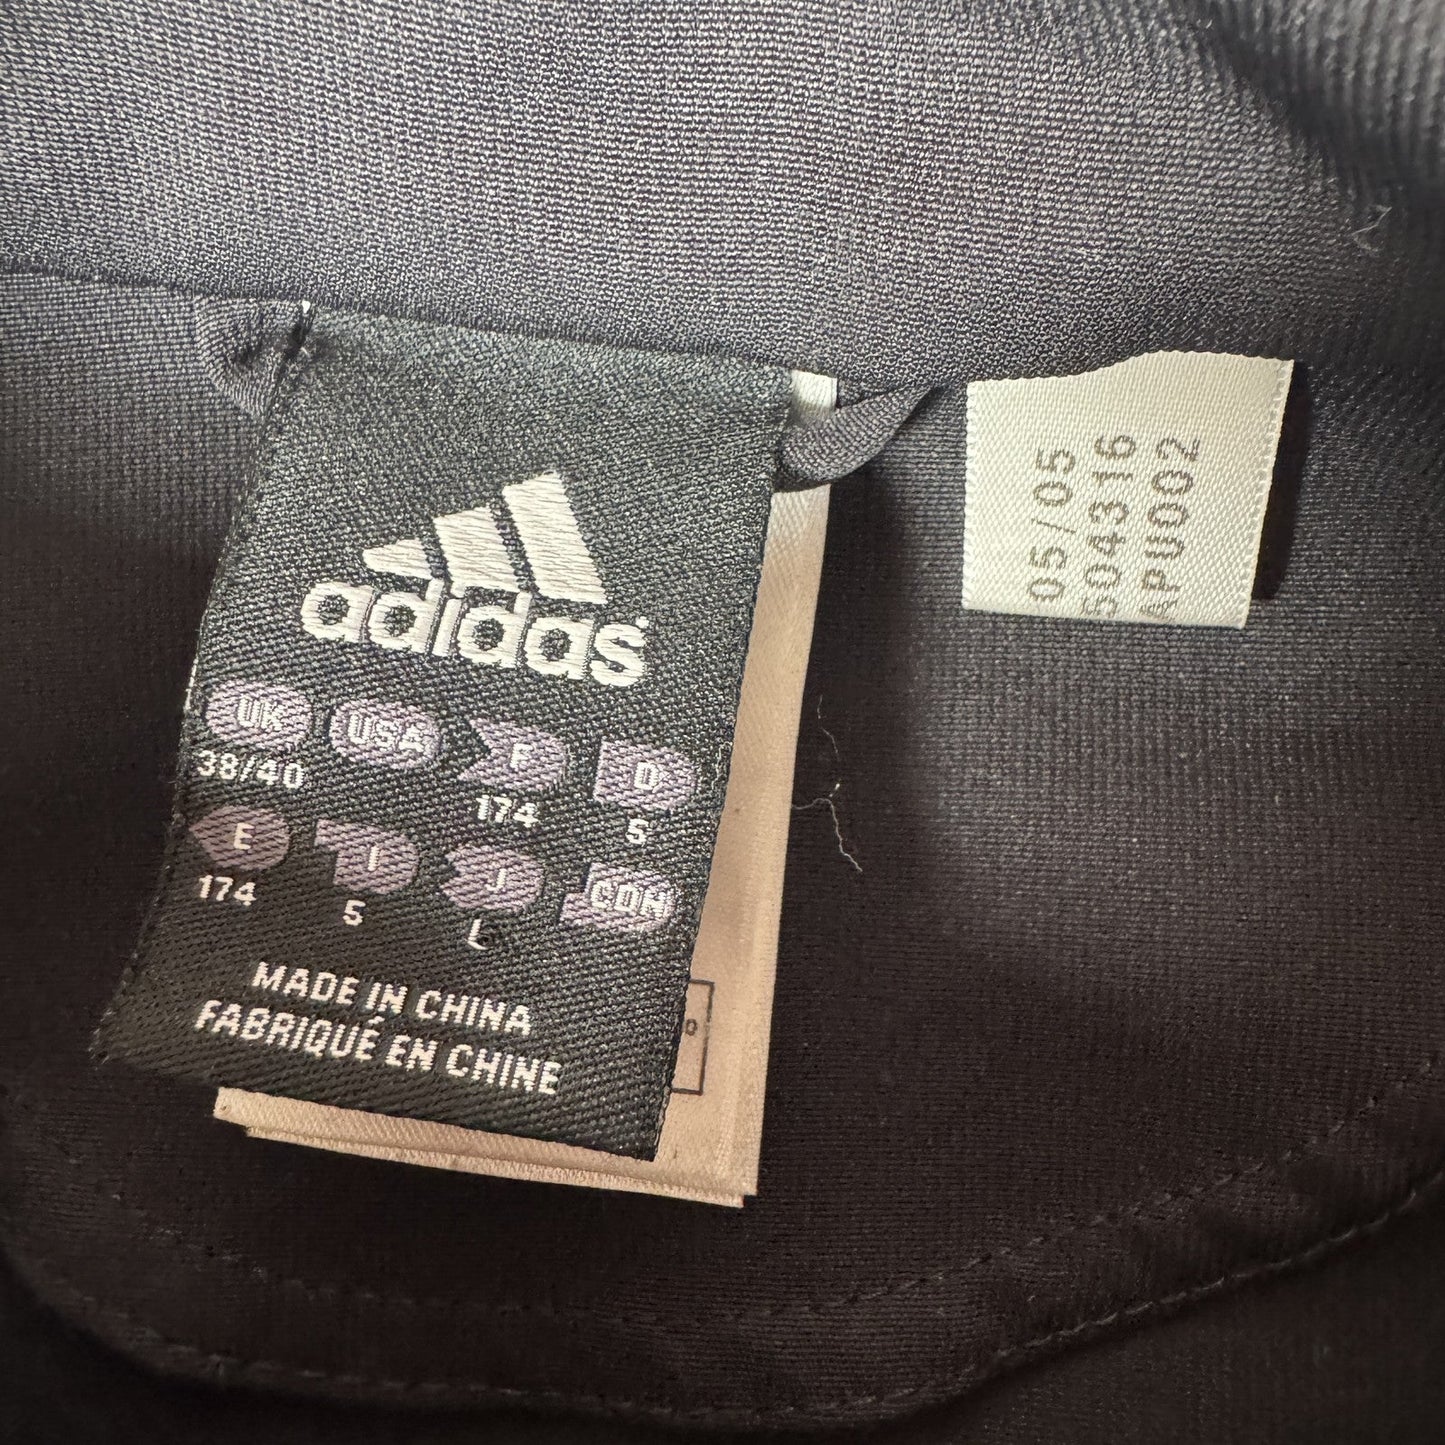 adidas
UK USA F D
38/40 174 5
E I J CDN
174 5 L
MADE IN CHINA
FABRIQUÉ EN CHINE
05/05
504316
APU002